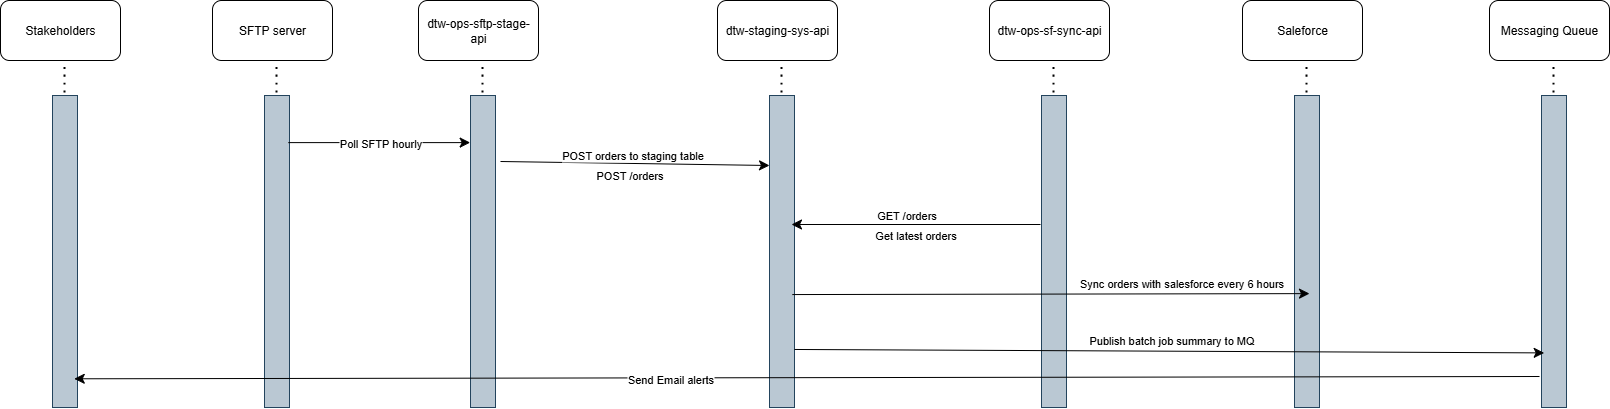 Stakeholders
SFTP server
dtw-ops-sftp-stage-
api
dtw-staging-sys-api
dtw-ops-sf-sync-api
Saleforce
Messaging Queue
Poll SFTP hourly
POST orders to staging table
POST /orders
GET /orders
Get latest orders
Sync orders with salesforce every 6 hours
Publish batch job summary to MQ
Send Email alerts